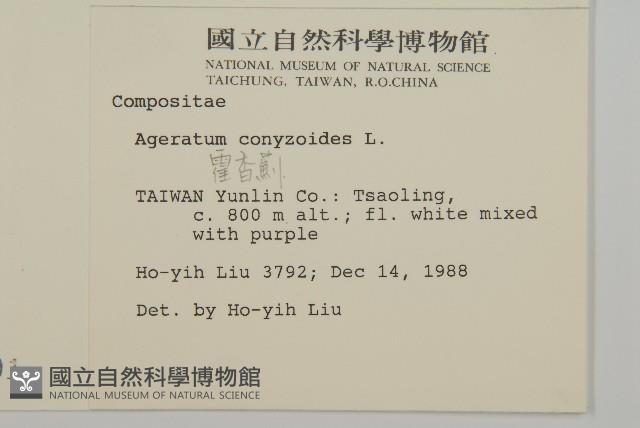 國立自然科學博物館
NATIONAL MUSEUM OF NATURAL SCIENCE
TAICHUNG, TAIWAN, R.O.CHINA
Compositae
Ageratum conyzoides L.
霍香薊
TAIWAN Yunlin Co.: Tsaoling,
c. 800 m alt.; fl. white mixed
with purple
Ho-yih Liu 3792; Dec 14, 1988
Det. by Ho-yih Liu
國立自然科學博物館
NATIONAL MUSEUM OF NATURAL SCIENCE